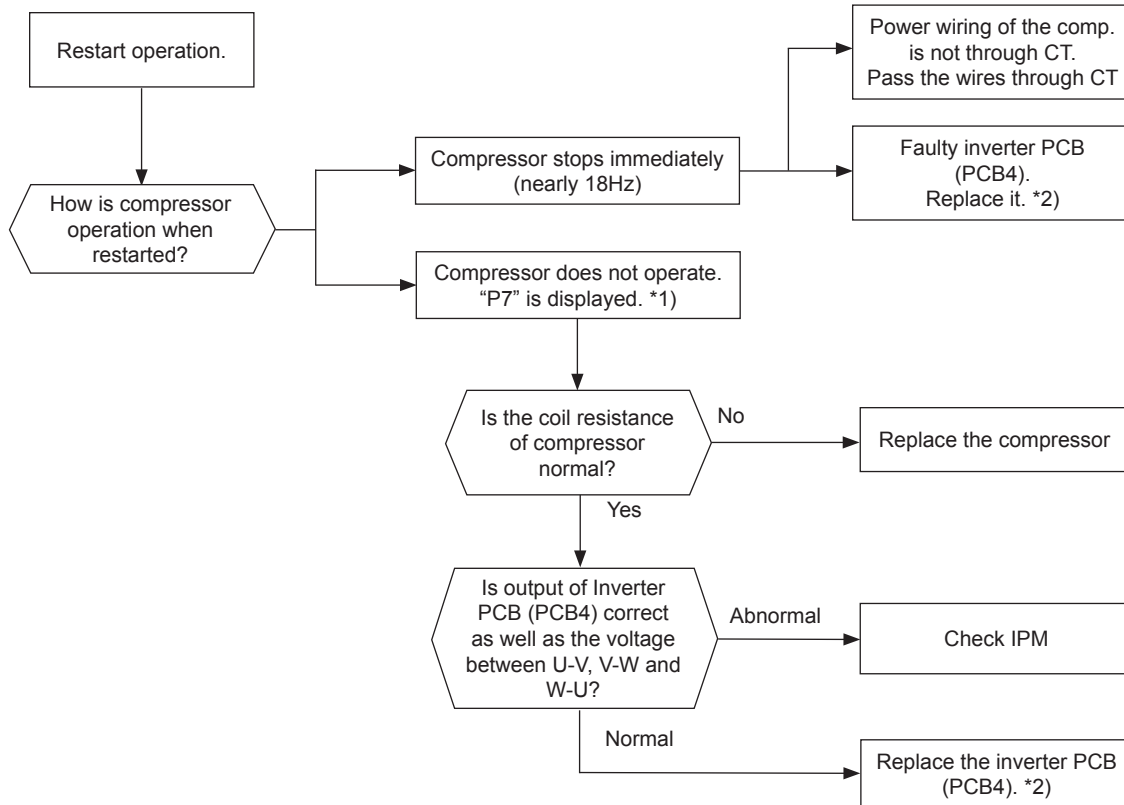 Restart operation.
How is compressor
operation when
restarted?
Compressor stops immediately
(nearly 18Hz)
Power wiring of the comp.
is not through CT.
Pass the wires through CT
Faulty inverter PCB
(PCB4).
Replace it. *2)
Compressor does not operate.
“P7” is displayed. *1)
Is the coil resistance
of compressor
normal?
No
Replace the compressor
Yes
Is output of Inverter
PCB (PCB4) correct
as well as the voltage
between U-V, V-W and
W-U?
Abnormal
Check IPM
Normal
Replace the inverter PCB
(PCB4). *2)